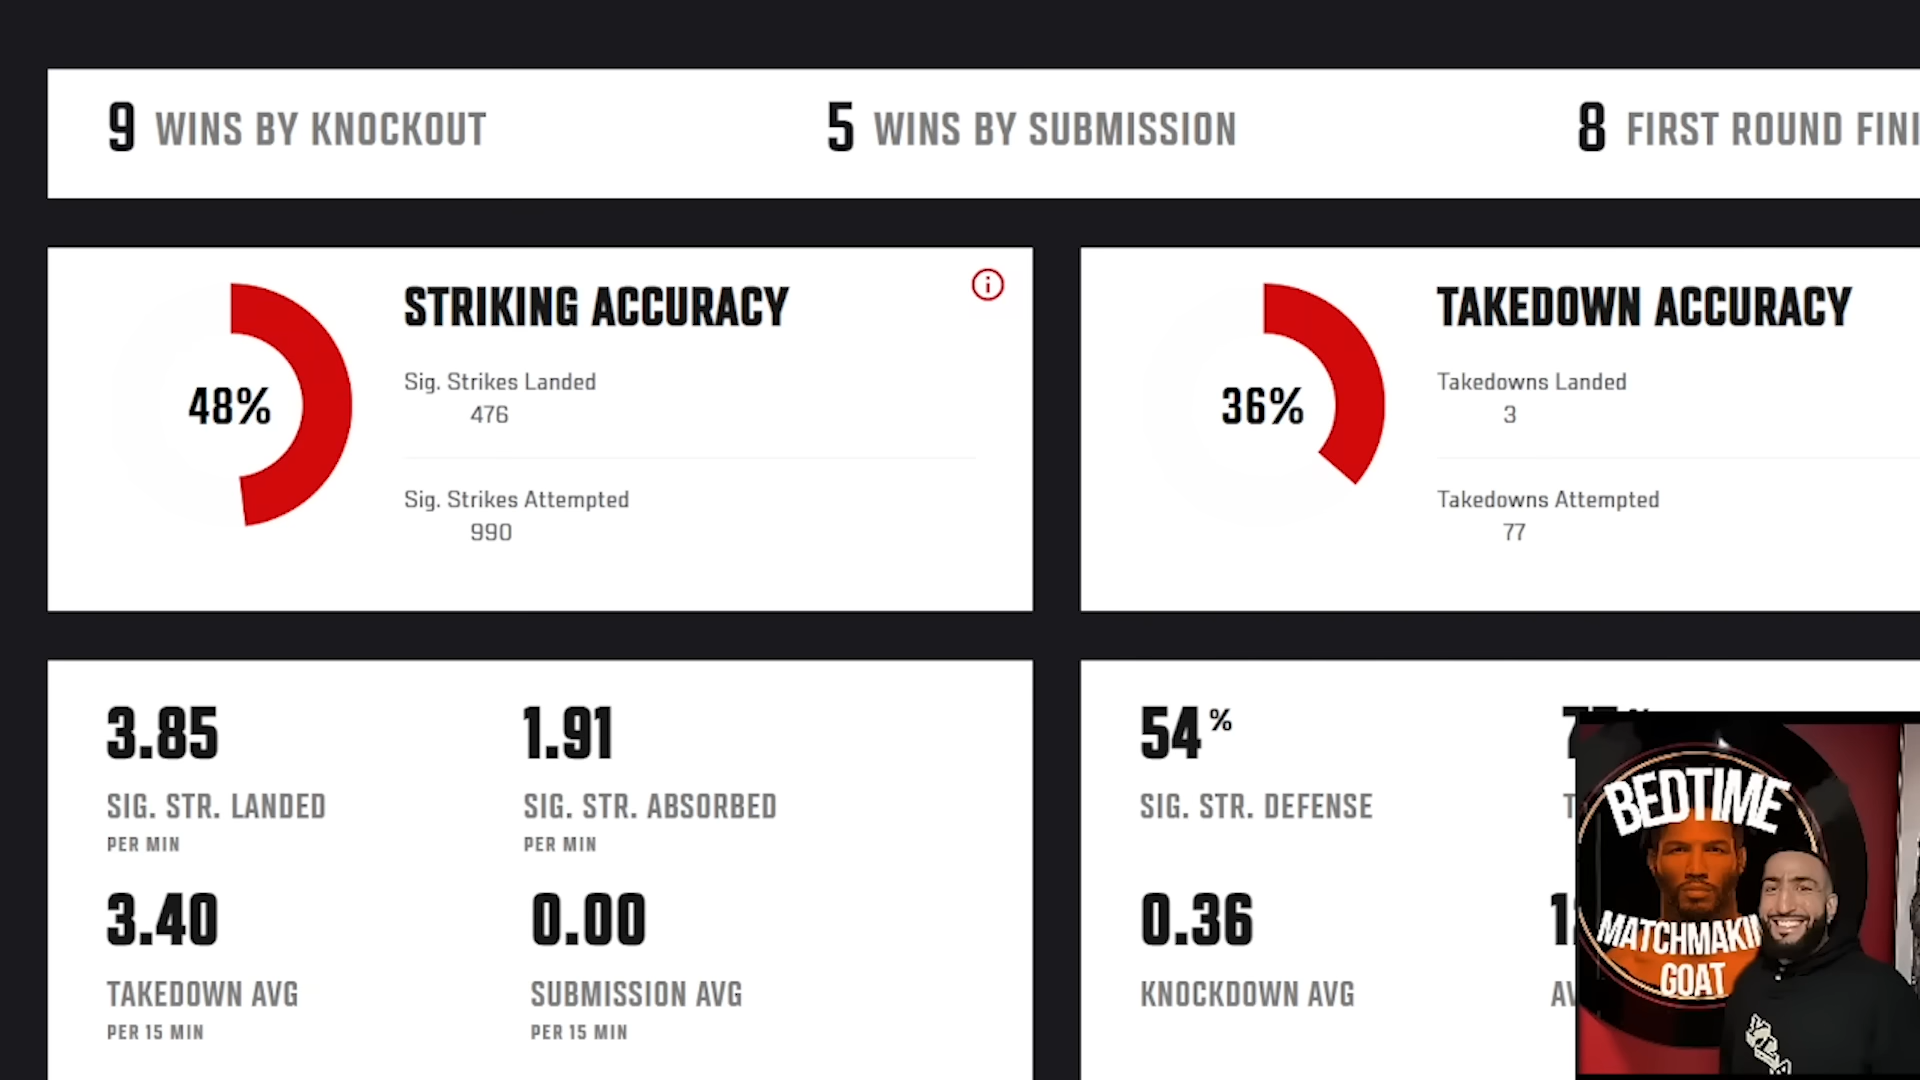 9 WINS BY KNOCKOUT
5 WINS BY SUBMISSION
8 FIRST ROUND
48%
STRIKING ACCURACY
Sig. Strikes Landed
476
Sig. Strikes Attempted
990
36%
TAKEDOWN ACCURACY
Takedowns Landed
3
Takedowns Attempted
77
3.85
SIG. STR. LANDED
PER MIN
1.91
SIG. STR. ABSORBED
PER MIN
3.40
TAKEDOWN AVG
PER 15 MIN
0.00
SUBMISSION AVG
PER 15 MIN
54%
SIG. STR. DEFENSE
0.36
KNOCKDOWN AVG
BEDTIME
GOAT